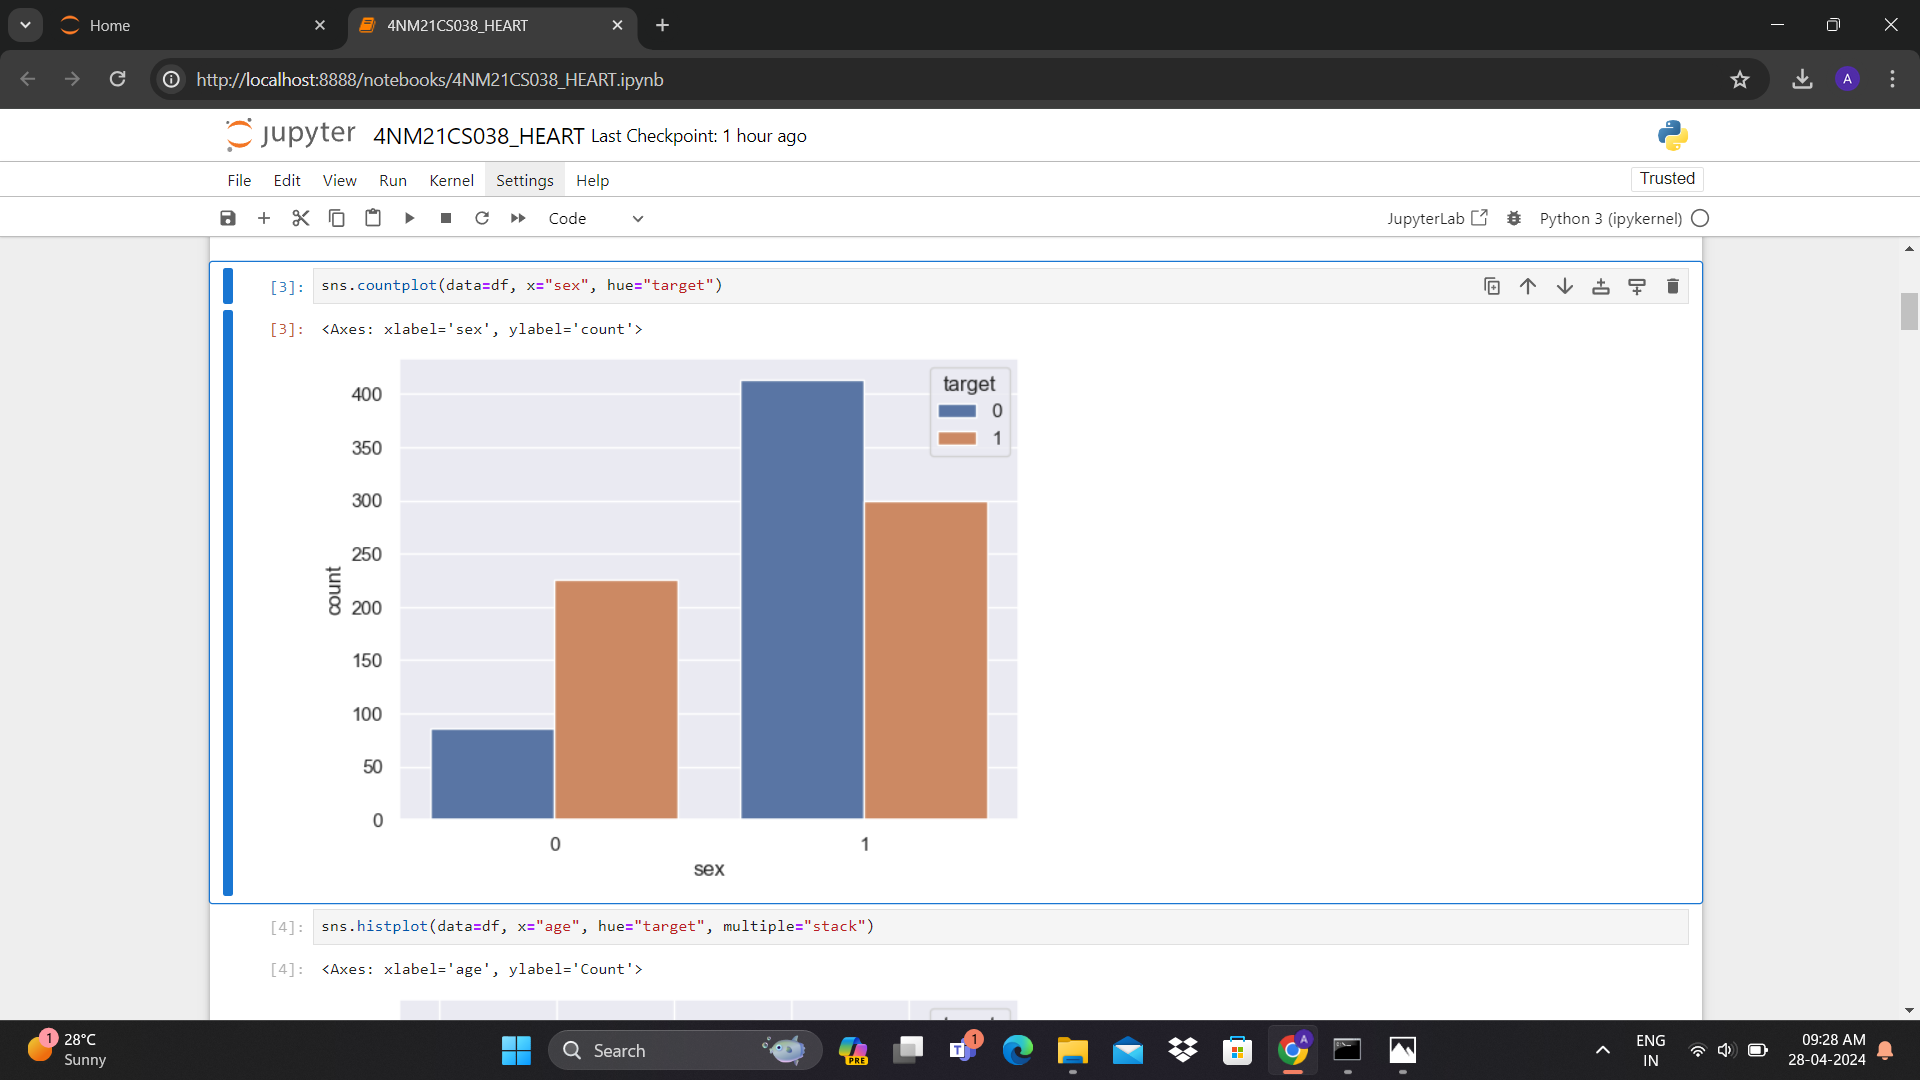 Home
4NM21CS038_HEART
http://localhost:8888/notebooks/4NM21CS038_HEART.ipynb
A
jupyter 4NM21CS038_HEART Last Checkpoint: 1 hour ago
File Edit View Run Kernel Settings Help
Trusted
Code
JupyterLab Python 3 (ipykernel)
[3]: sns.countplot(data=df, x="sex", hue="target")
[3]: <Axes: xlabel='sex', ylabel='count'>
target
0
1
400
350
300
250
200
150
100
50
0
count
0 1
sex
[4]: sns.histplot(data=df, x="age", hue="target", multiple="stack")
[4]: <Axes: xlabel='age', ylabel='Count'>
1
28°C
Sunny
Search
PRE
T
1
A
ENG
IN
09:28 AM
28-04-2024